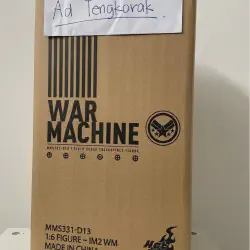 Ad Tengkorak.
WAR
MACHINE
MMS331-D13
1:6 FIGURE ~ IM2 WM
MADE IN CHINA